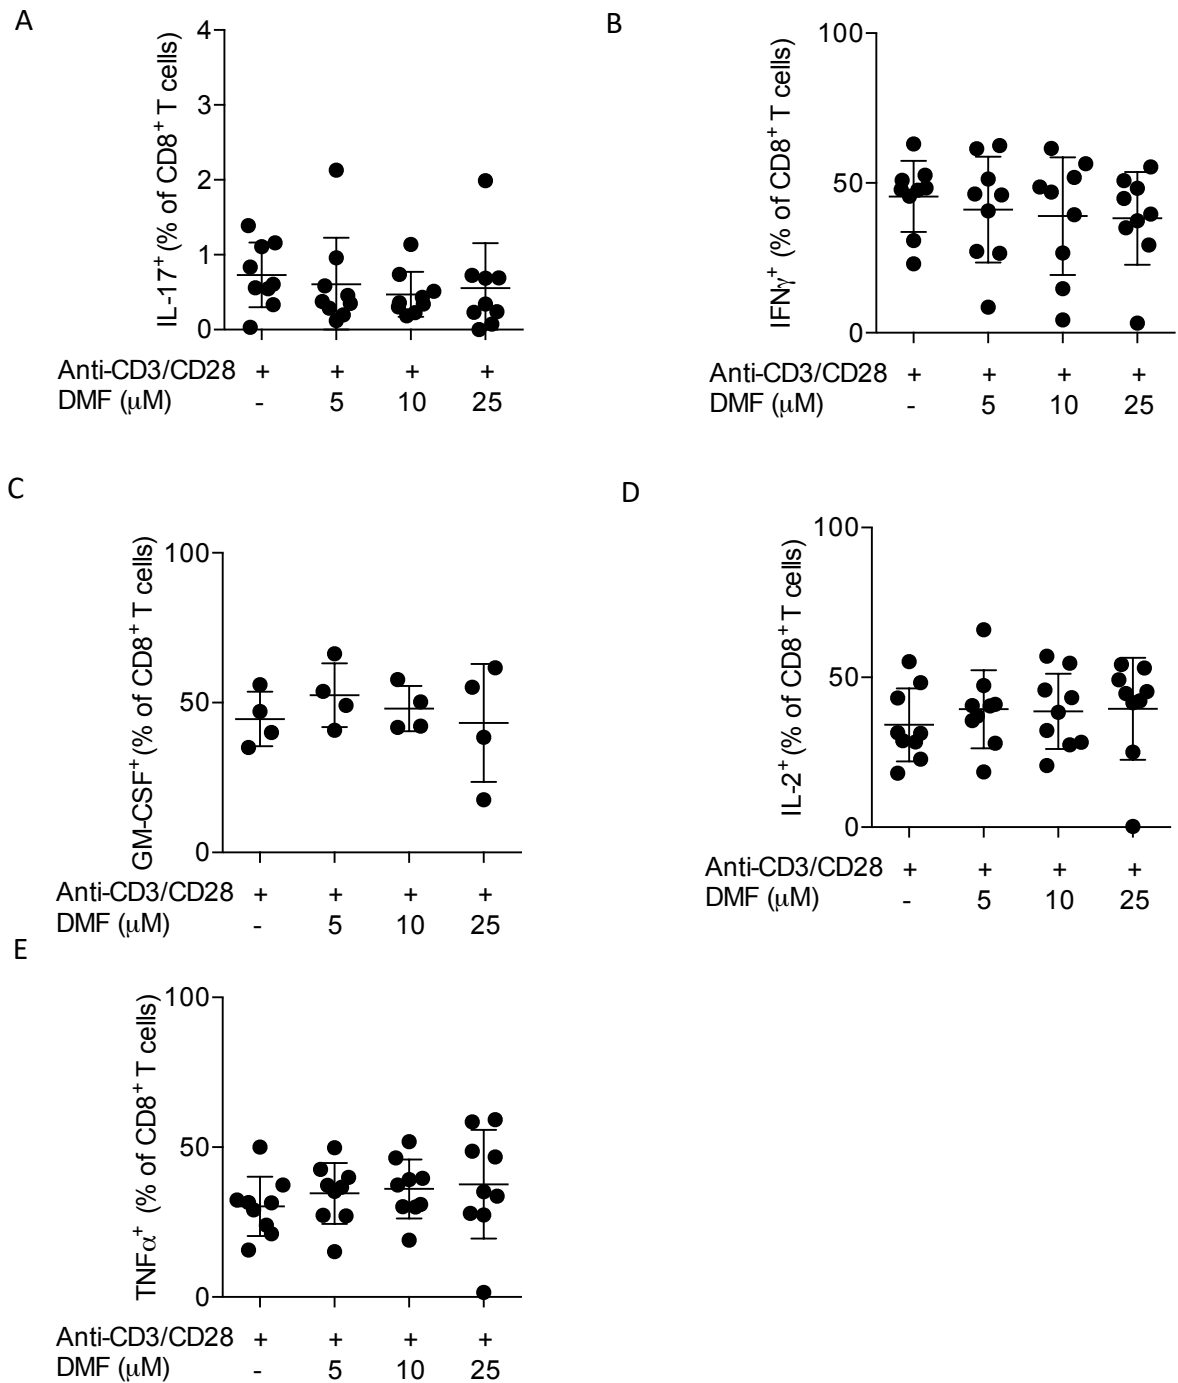 A
IL-17⁺ (% of CD8⁺ T cells)
4
3
2
1
0
Anti-CD3/CD28 + + + +
DMF (μM) - 5 10 25
B
IFNγ⁺ (% of CD8⁺ T cells)
100
50
0
Anti-CD3/CD28 + + + +
DMF (μM) - 5 10 25
C
GM-CSF⁺ (% of CD8⁺ T cells)
100
50
0
Anti-CD3/CD28 + + + +
DMF (μM) - 5 10 25
D
IL-2⁺ (% of CD8⁺ T cells)
100
50
0
Anti-CD3/CD28 + + + +
DMF (μM) - 5 10 25
E
TNFα⁺ (% of CD8⁺ T cells)
100
50
0
Anti-CD3/CD28 + + + +
DMF (μM) - 5 10 25